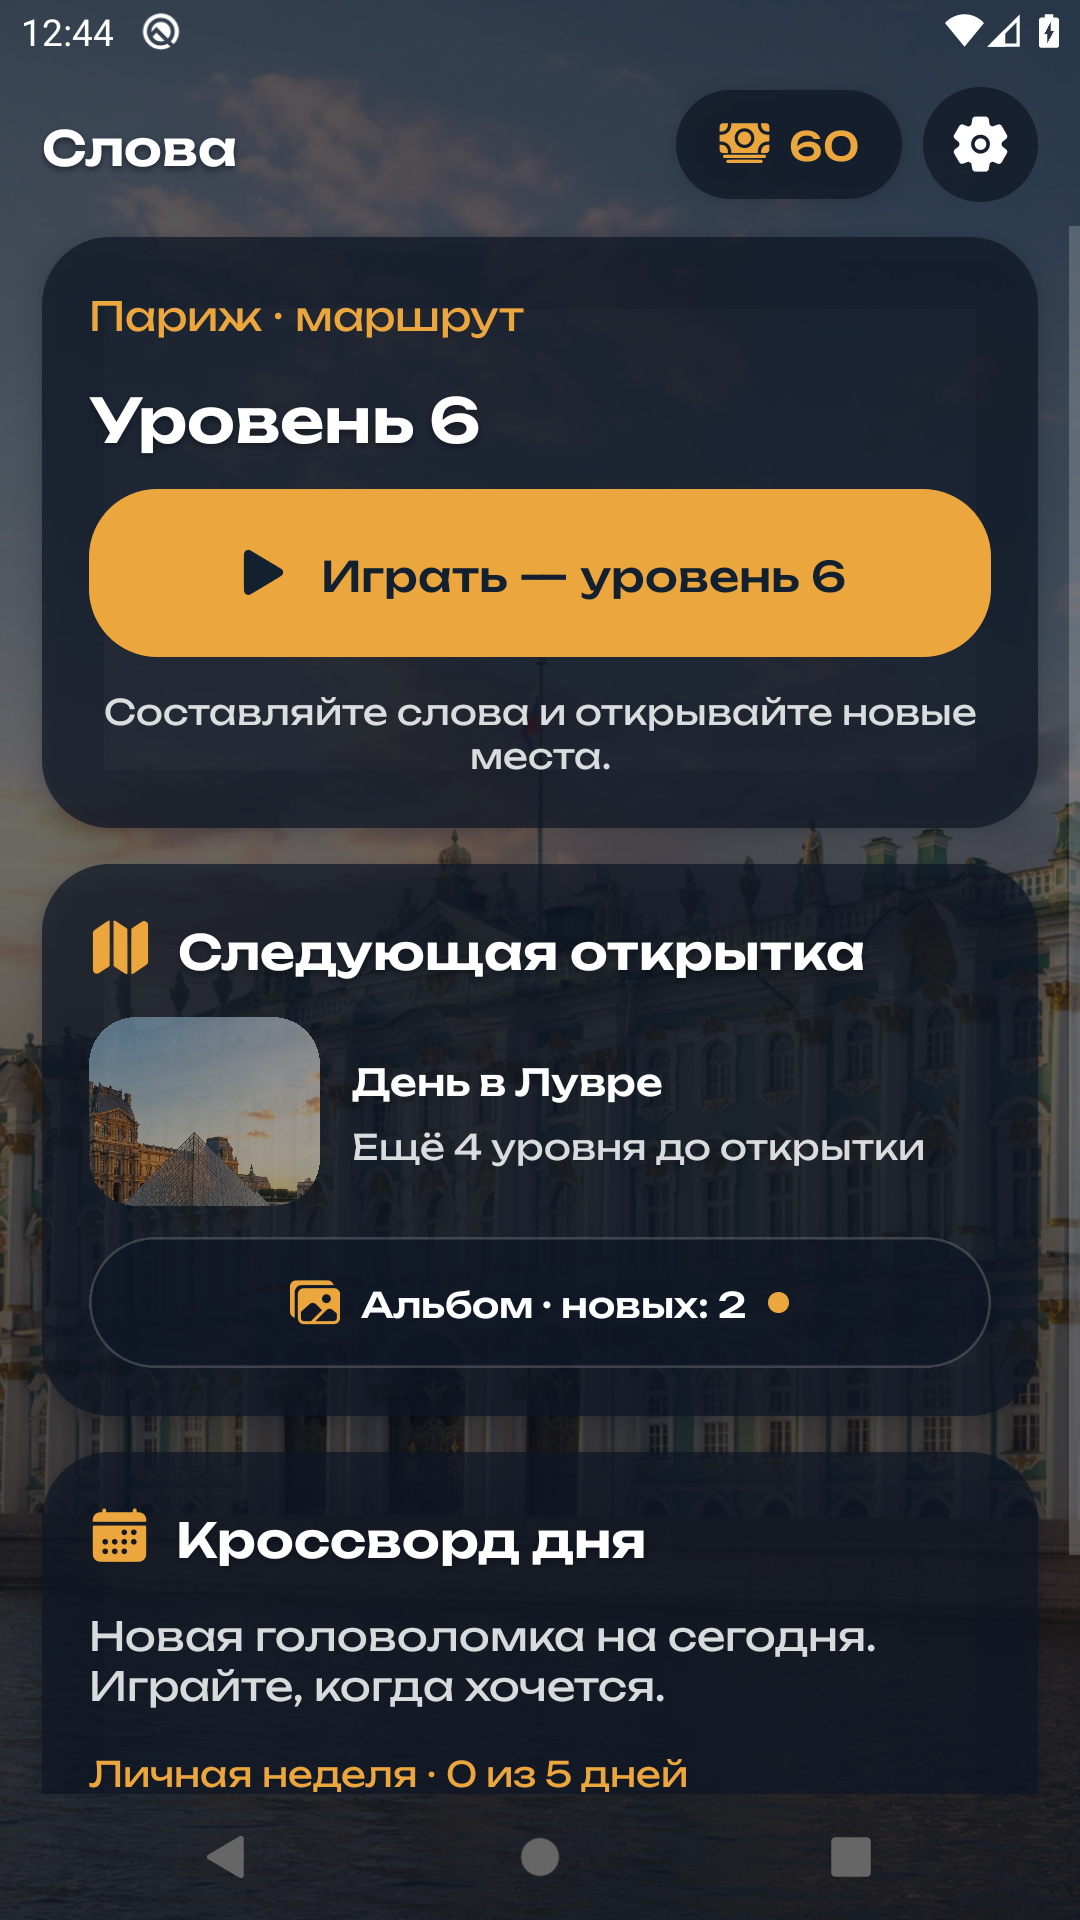 12:44
Слова
60
Париж · маршрут
Уровень 6
Играть — уровень 6
Составляйте слова и открывайте новые
места.
Следующая открытка
День в Лувре
Ещё 4 уровня до открытки
Альбом · новых: 2
Кроссворд дня
Новая головоломка на сегодня.
Играйте, когда хочется.
Личная неделя · 0 из 5 дней